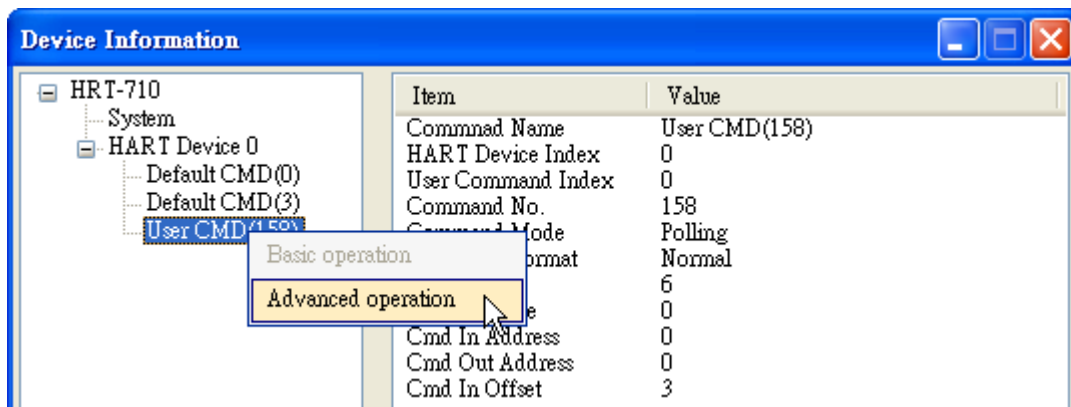 Device Information
HRT-710
System
HART Device 0
Default CMD(0)
Default CMD(3)
User CMD(158)
Basic operation
Advanced operation
Item Value
Commnad Name User CMD(158)
HART Device Index 0
User Command Index 0
Command No. 158
Command Mode Polling
Normal
6
0
Cmd In Address 0
Cmd Out Address 0
Cmd In Offset 3